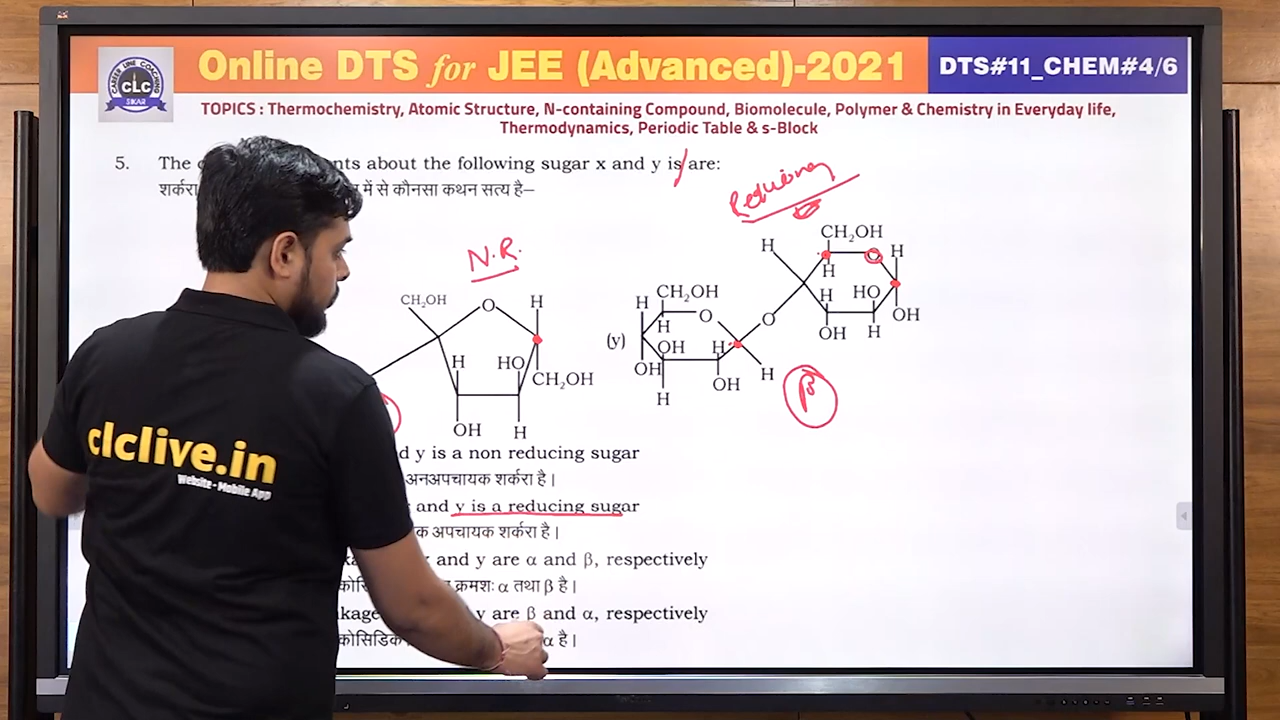 CAREER LINE COACHING
CLC
SIKAR
Online DTS for JEE (Advanced)-2021
DTS#11_CHEM#4/6
TOPICS : Thermochemistry, Atomic Structure, N-containing Compound, Biomolecule, Polymer & Chemistry in Everyday life,
Thermodynamics, Periodic Table & s-Block
5. The about the following sugar x and y is/are:
शर्करा में से कौनसा कथन सत्य है–
Reducing
N.R.
CH₂OH
O
H
H
HO
CH₂OH
OH
H
(y)
H
CH₂OH
O
H
OH
OH
H
H
OH
H
O
H
CH₂OH
H
H
H
HO
OH
H
OH
β
y is a non reducing sugar
अनअपचायक शर्करा है।
and y is a reducing sugar
अपचायक शर्करा है।
and y are α and β, respectively
क्रमशः α तथा β है।
y are β and α, respectively
α है।
clclive.in
Website - Mobile App